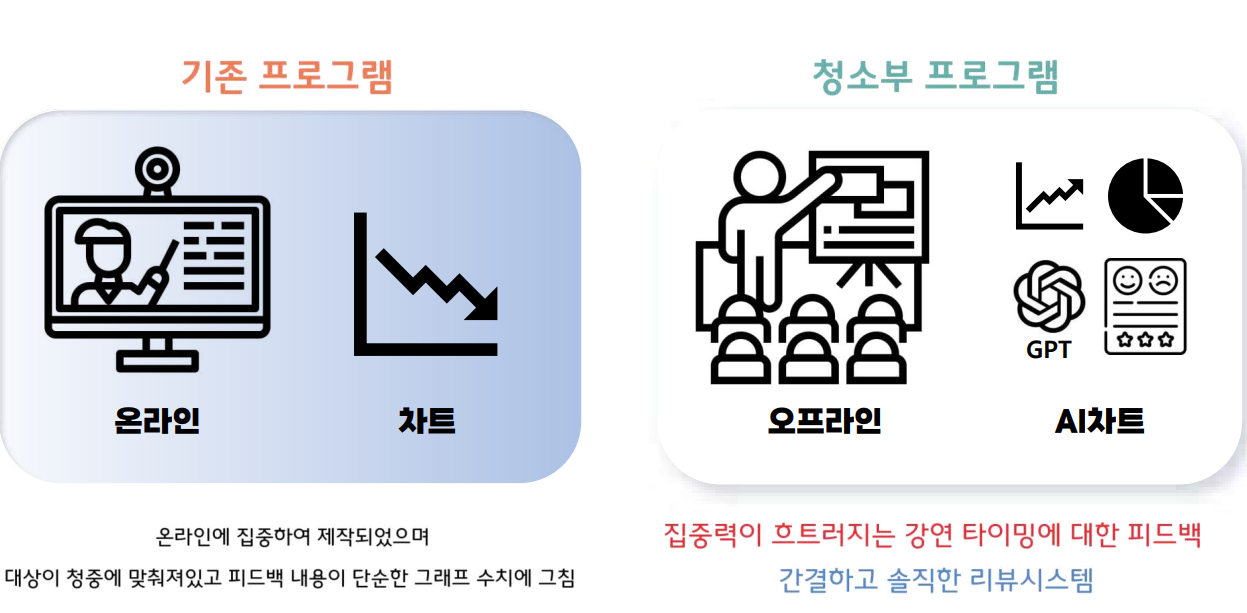 기존 프로그램
온라인
차트
온라인에 집중하여 제작되었으며
대상이 청중에 맞춰져있고 피드백 내용이 단순한 그래프 수치에 그침
청소부 프로그램
GPT
오프라인
AI차트
집중력이 흐트러지는 강연 타이밍에 대한 피드백
간결하고 솔직한 리뷰시스템